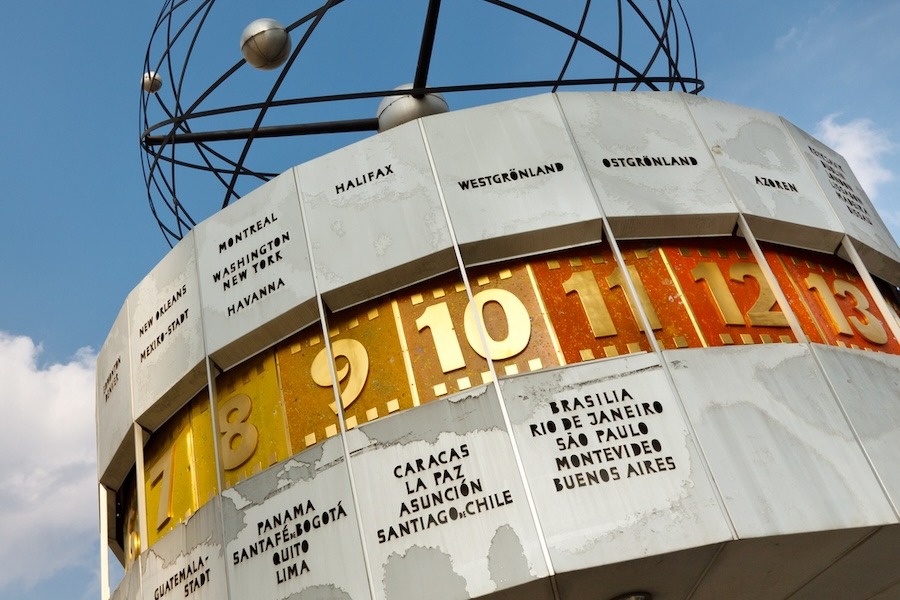 NEW ORLEANS
MEXIKO-STADT
MONTREAL
WASHINGTON
NEW YORK
HAVANNA
HALIFAX
WESTGRÖNLAND
OSTGRÖNLAND
AZOREN
7
8
9
10
11
12
13
GUATEMALA-
STADT
PANAMA
SANTAFÉ DE BOGOTÁ
QUITO
LIMA
CARACAS
LA PAZ
ASUNCIÓN
SANTIAGO DE CHILE
BRASILIA
RIO DE JANEIRO
SÃO PAULO
MONTEVIDEO
BUENOS AIRES